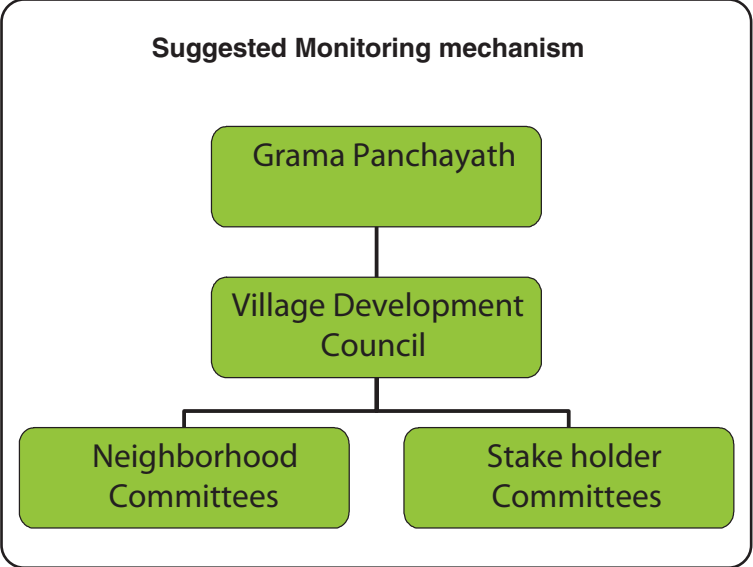 Suggested Monitoring mechanism
Grama Panchayath
Village Development
Council
Neighborhood
Committees
Stake holder
Committees